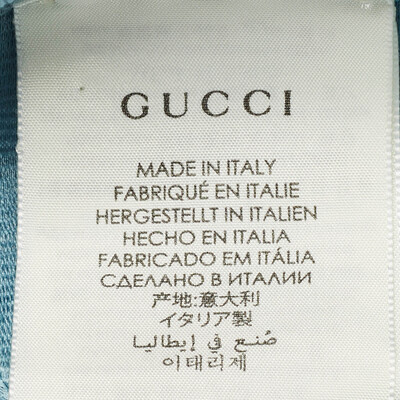 GUCCI
MADE IN ITALY
FABRIQUÉ EN ITALIE
HERGESTELLT IN ITALIEN
HECHO EN ITALIA
FABRICADO EM ITÁLIA
СДЕЛАНО В ИТАЛИИ
产地:意大利
イタリア製
صُنع في إيطاليا
이태리제